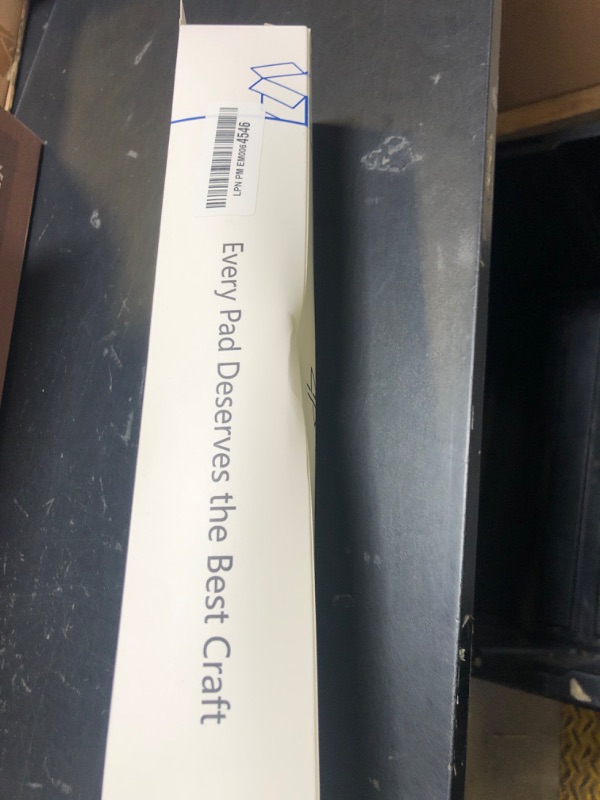 LPN PM EM0064546
Every Pad Deserves the Best Craft